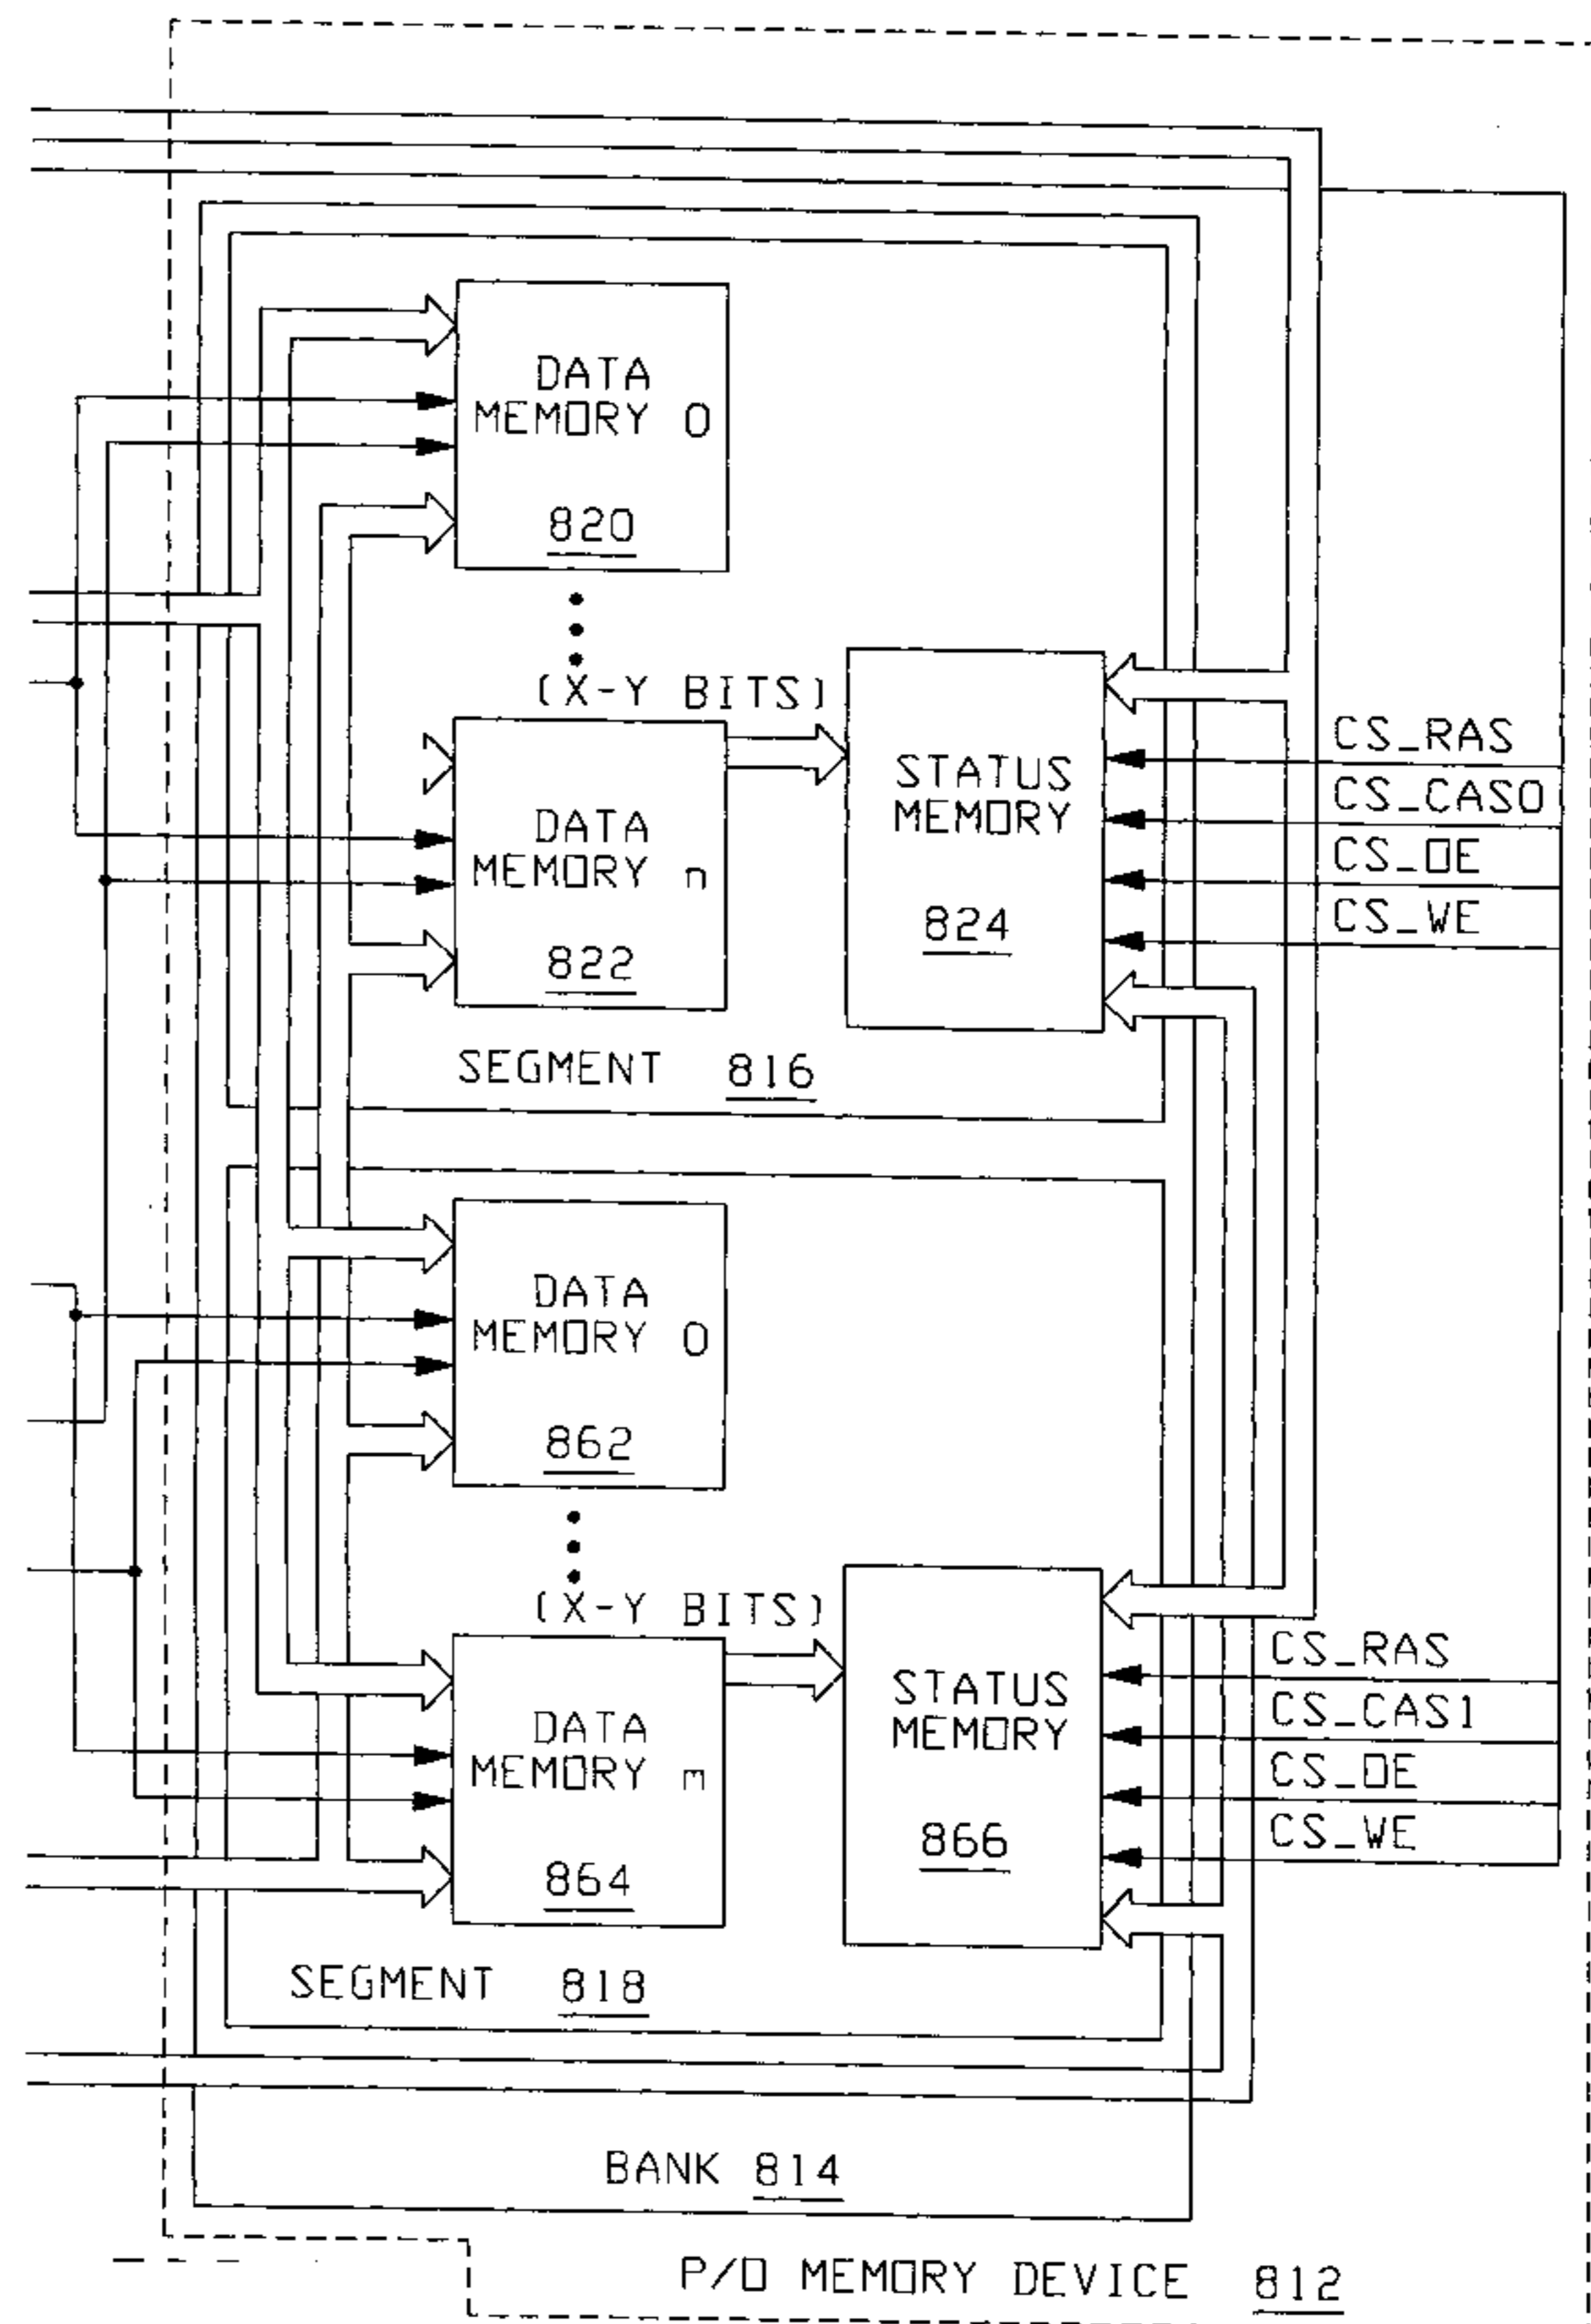 DATA
MEMORY 0
820
(X-Y BITS)
DATA
MEMORY n
822
STATUS
MEMORY
824
CS_RAS
CS_CAS0
CS_OE
CS_WE
SEGMENT 816
DATA
MEMORY 0
862
(X-Y BITS)
DATA
MEMORY m
864
STATUS
MEMORY
866
CS_RAS
CS_CAS1
CS_OE
CS_WE
SEGMENT 818
BANK 814
P/O MEMORY DEVICE 812